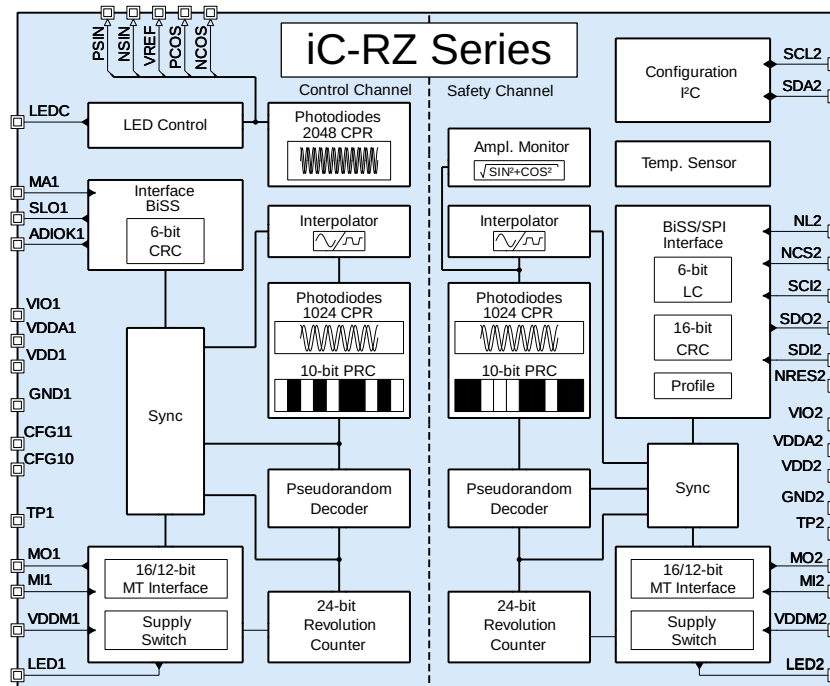 PSIN
NSIN
VREF
PCOS
NCOS
iC-RZ Series
Control Channel
Safety Channel
LEDC
LED Control
Photodiodes
2048 CPR
Configuration
I²C
SCL2
SDA2
Ampl. Monitor
√SIN²+COS²
Temp. Sensor
MA1
SLO1
ADIOK1
Interface
BiSS
6-bit
CRC
Interpolator
Interpolator
BiSS/SPI
Interface
6-bit
LC
16-bit
CRC
Profile
NL2
NCS2
SCI2
SDO2
SDI2
NRES2
VIO1
VDDA1
VDD1
GND1
CFG11
CFG10
TP1
Photodiodes
1024 CPR
10-bit PRC
Photodiodes
1024 CPR
10-bit PRC
VIO2
VDDA2
VDD2
GND2
TP2
Sync
Pseudorandom
Decoder
Pseudorandom
Decoder
Sync
MO1
MI1
VDDM1
LED1
16/12-bit
MT Interface
Supply
Switch
24-bit
Revolution
Counter
24-bit
Revolution
Counter
16/12-bit
MT Interface
Supply
Switch
MO2
MI2
VDDM2
LED2